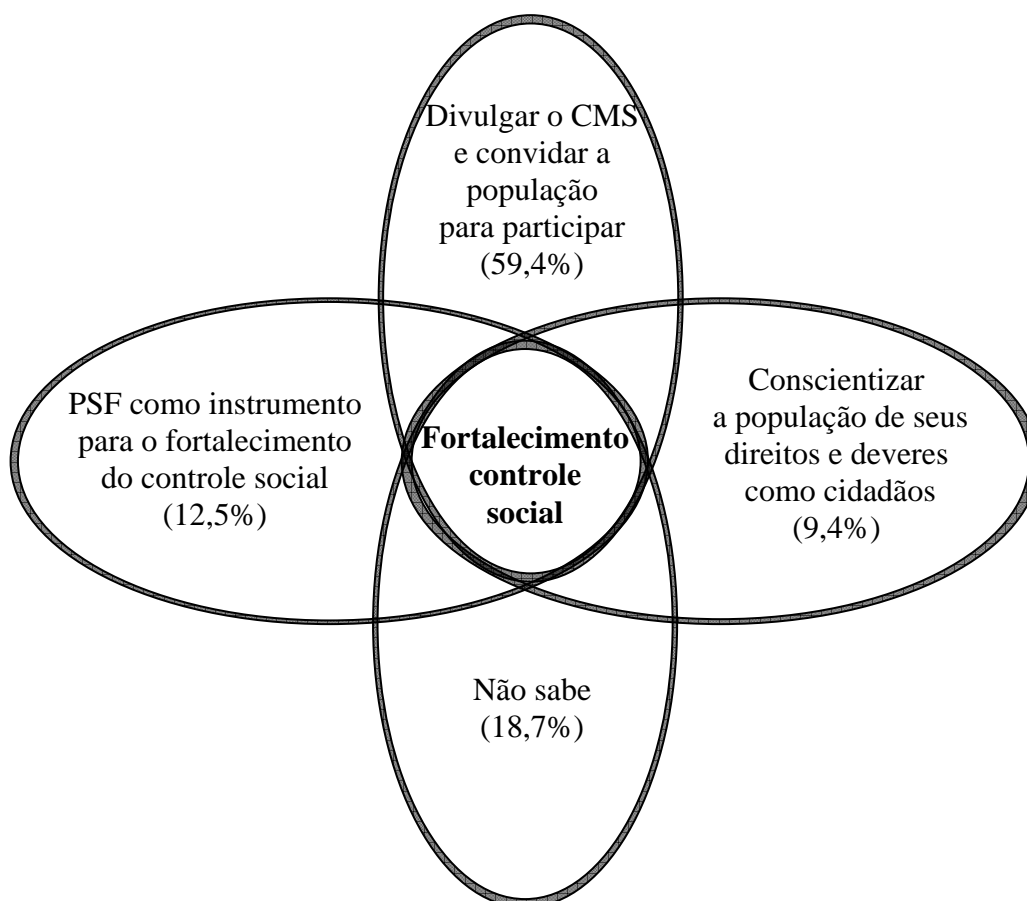 Divulgar o CMS
e convidar a
população
para participar
(59,4%)
PSF como instrumento
para o fortalecimento
do controle social
(12,5%)
Fortalecimento
controle
social
Conscientizar
a população de seus
direitos e deveres
como cidadãos
(9,4%)
Não sabe
(18,7%)